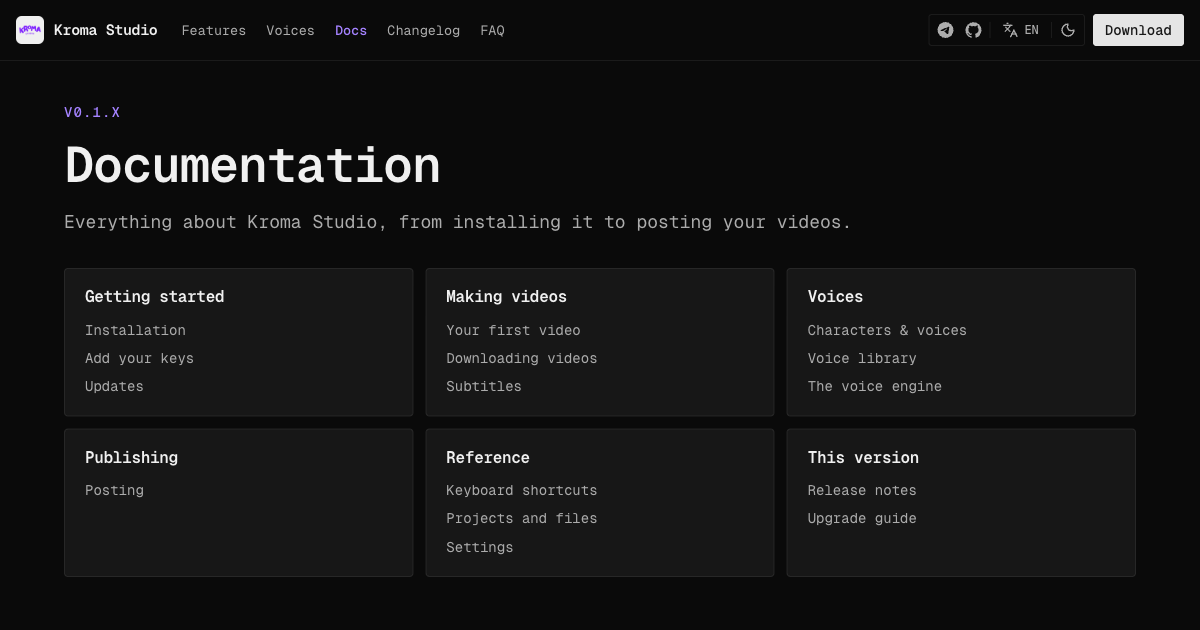 KROMA
Kroma Studio
Features
Voices
Docs
Changelog
FAQ
EN
Download
V0.1.X
Documentation
Everything about Kroma Studio, from installing it to posting your videos.
Getting started
Installation
Add your keys
Updates
Making videos
Your first video
Downloading videos
Subtitles
Voices
Characters & voices
Voice library
The voice engine
Publishing
Posting
Reference
Keyboard shortcuts
Projects and files
Settings
This version
Release notes
Upgrade guide